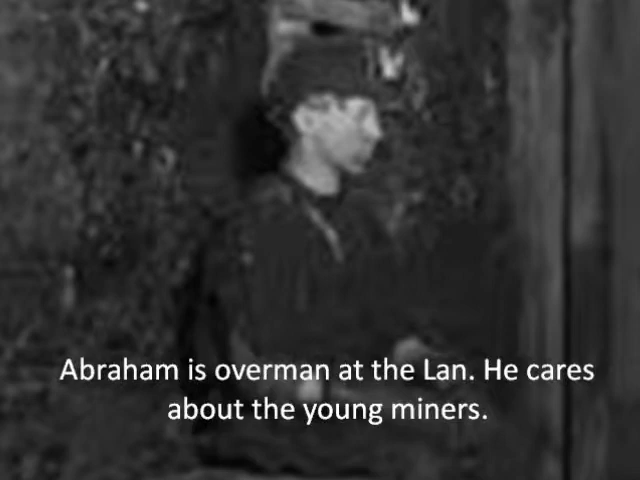 Abraham is overman at the Lan. He cares
about the young miners.